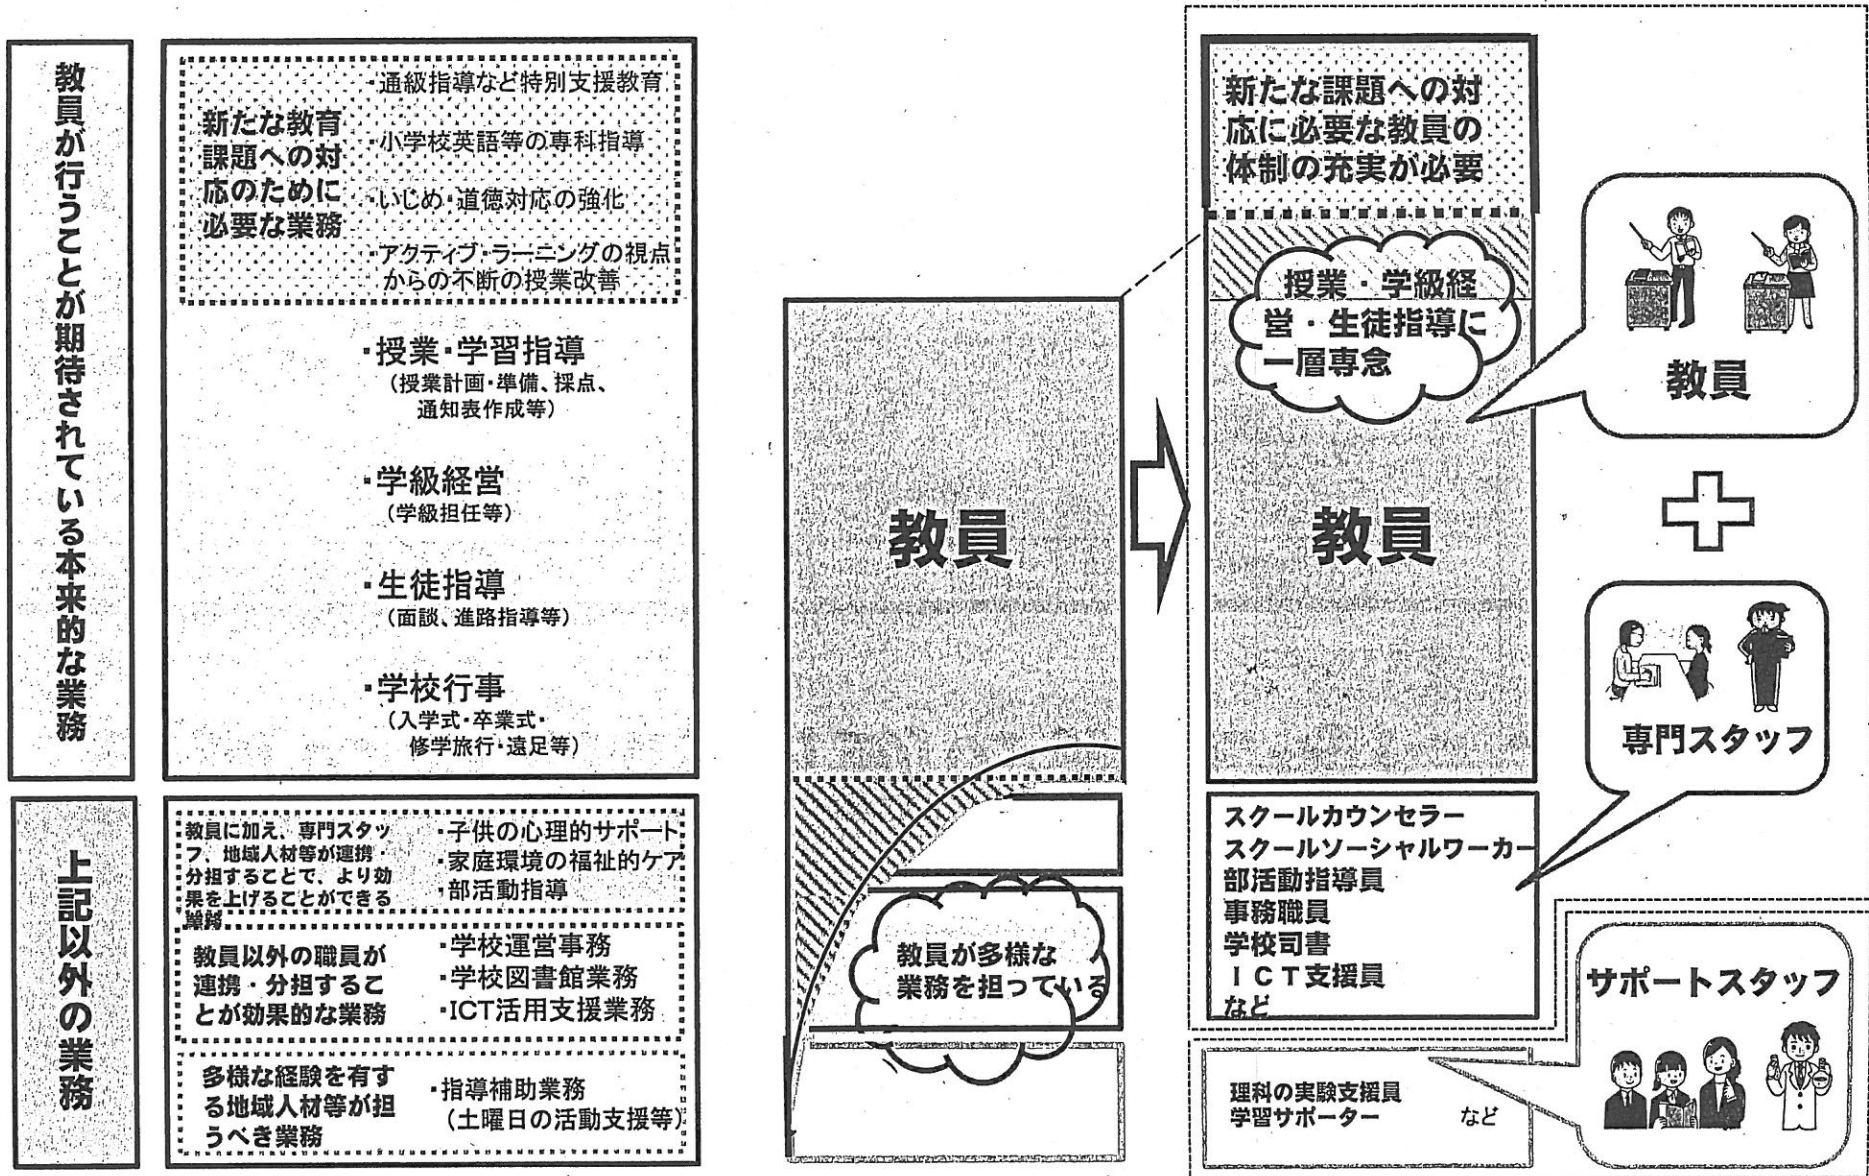 教員が行うことが期待されている本来的な業務
新たな教育
課題への対
応のために
必要な業務
・通級指導など特別支援教育
・小学校英語等の専科指導
・いじめ・道徳対応の強化
・アクティブ・ラーニングの視点
からの不断の授業改善
・授業・学習指導
(授業計画・準備、採点、
通知表作成等)
・学級経営
(学級担任等)
・生徒指導
(面談、進路指導等)
・学校行事
(入学式・卒業式・
修学旅行・遠足等)
上記以外の業務
教員に加え、専門スタッ
フ、地域人材等が連携・
分担することで、より効
果を上げることができる
業務
・子供の心理的サポート
・家庭環境の福祉的ケア
・部活動指導
教員以外の職員が
連携・分担するこ
とが効果的な業務
・学校運営事務
・学校図書館業務
・ICT活用支援業務
多様な経験を有す
る地域人材等が担
うべき業務
・指導補助業務
(土曜日の活動支援等)
教員
教員が多様な
業務を担っている
新たな課題への対
応に必要な教員の
体制の充実が必要
授業・学級経
営・生徒指導に
一層専念
教員
教員
専門スタッフ
スクールカウンセラー
スクールソーシャルワーカー
部活動指導員
事務職員
学校司書
ICT支援員
など
サポートスタッフ
理科の実験支援員
学習サポーター など